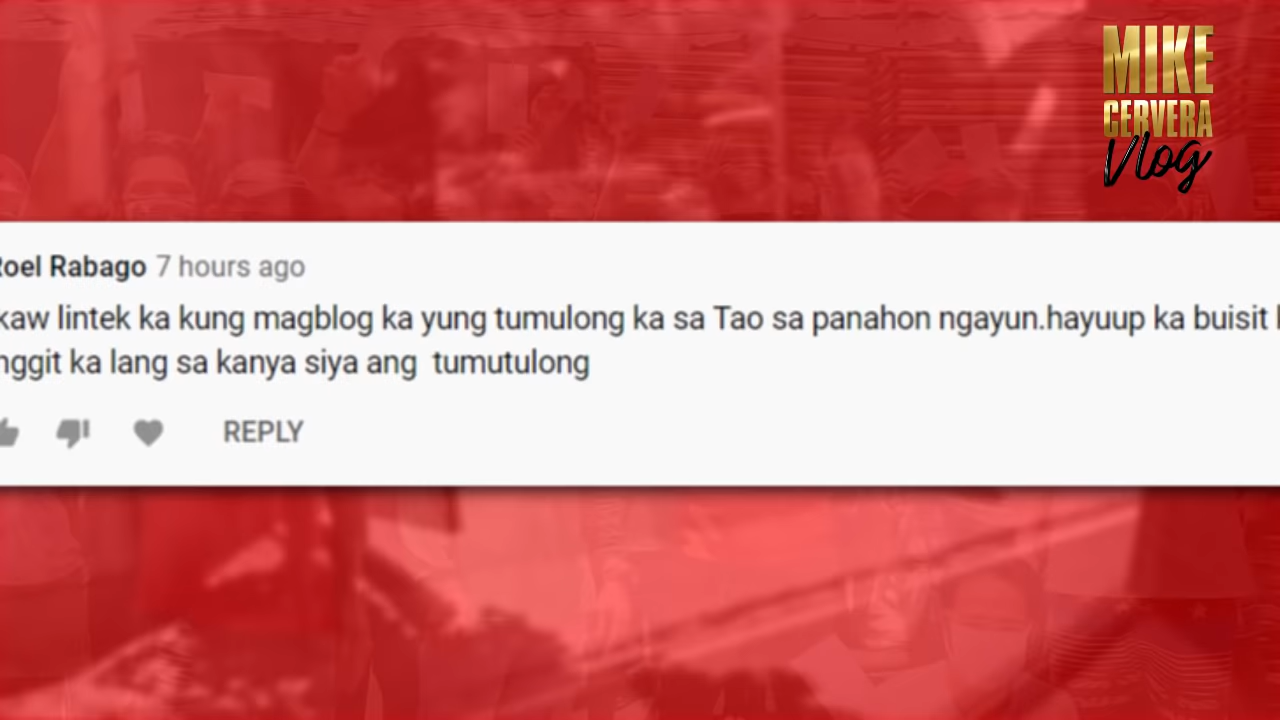 MIKE
CERVERA
Vlog
Roel Rabago 7 hours ago
kaw lintek ka kung magblog ka yung tumulong ka sa Tao sa panahon ngayun.hayuup ka buisit
nggit ka lang sa kanya siya ang tumutulong
REPLY